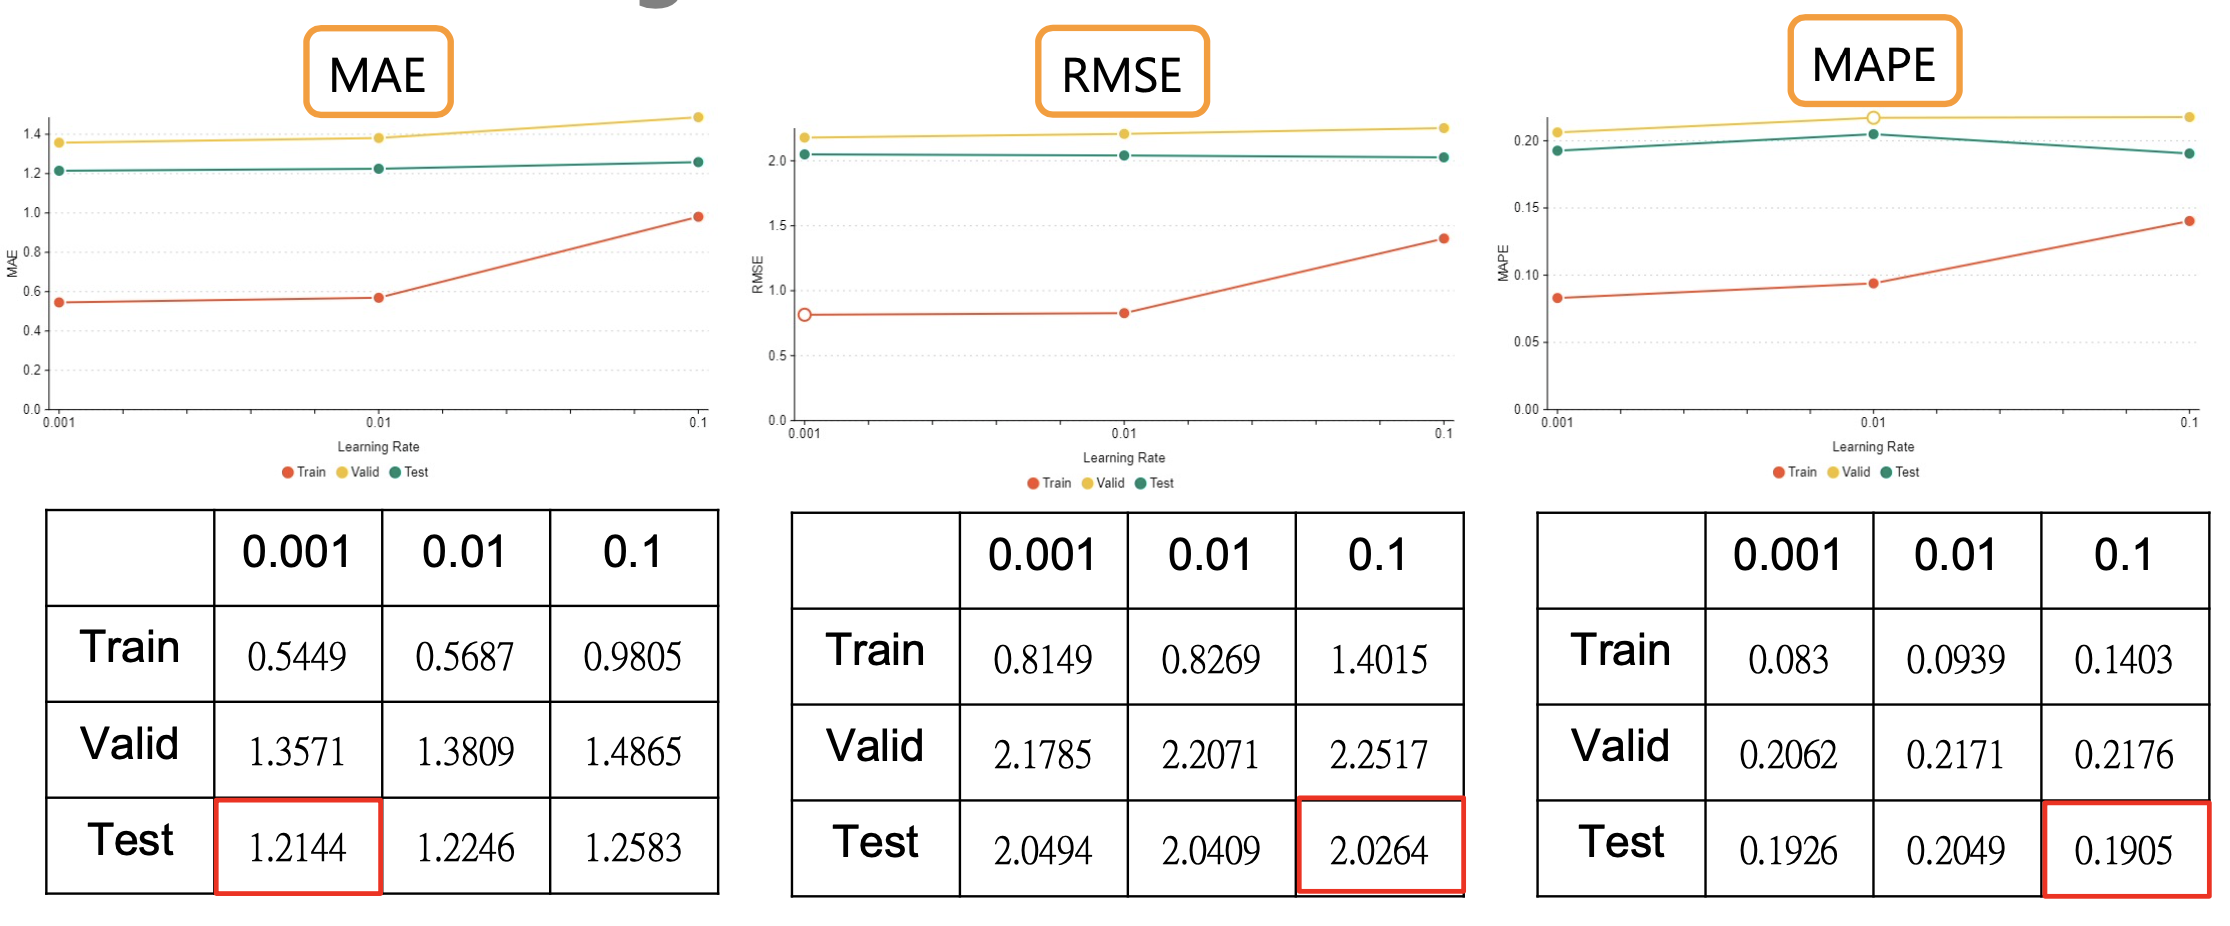 MAE
1.4
1.2
1.0
0.8
0.6
0.4
0.2
0.0
MAE
0.001 0.01 0.1
Learning Rate
Train Valid Test
RMSE
2.0
1.5
1.0
0.5
0.0
RMSE
0.001 0.01 0.1
Learning Rate
Train Valid Test
MAPE
0.20
0.15
0.10
0.05
0.00
MAPE
0.001 0.01 0.1
Learning Rate
Train Valid Test
0.001 0.01 0.1
Train 0.5449 0.5687 0.9805
Valid 1.3571 1.3809 1.4865
Test 1.2144 1.2246 1.2583
0.001 0.01 0.1
Train 0.8149 0.8269 1.4015
Valid 2.1785 2.2071 2.2517
Test 2.0494 2.0409 2.0264
0.001 0.01 0.1
Train 0.083 0.0939 0.1403
Valid 0.2062 0.2171 0.2176
Test 0.1926 0.2049 0.1905